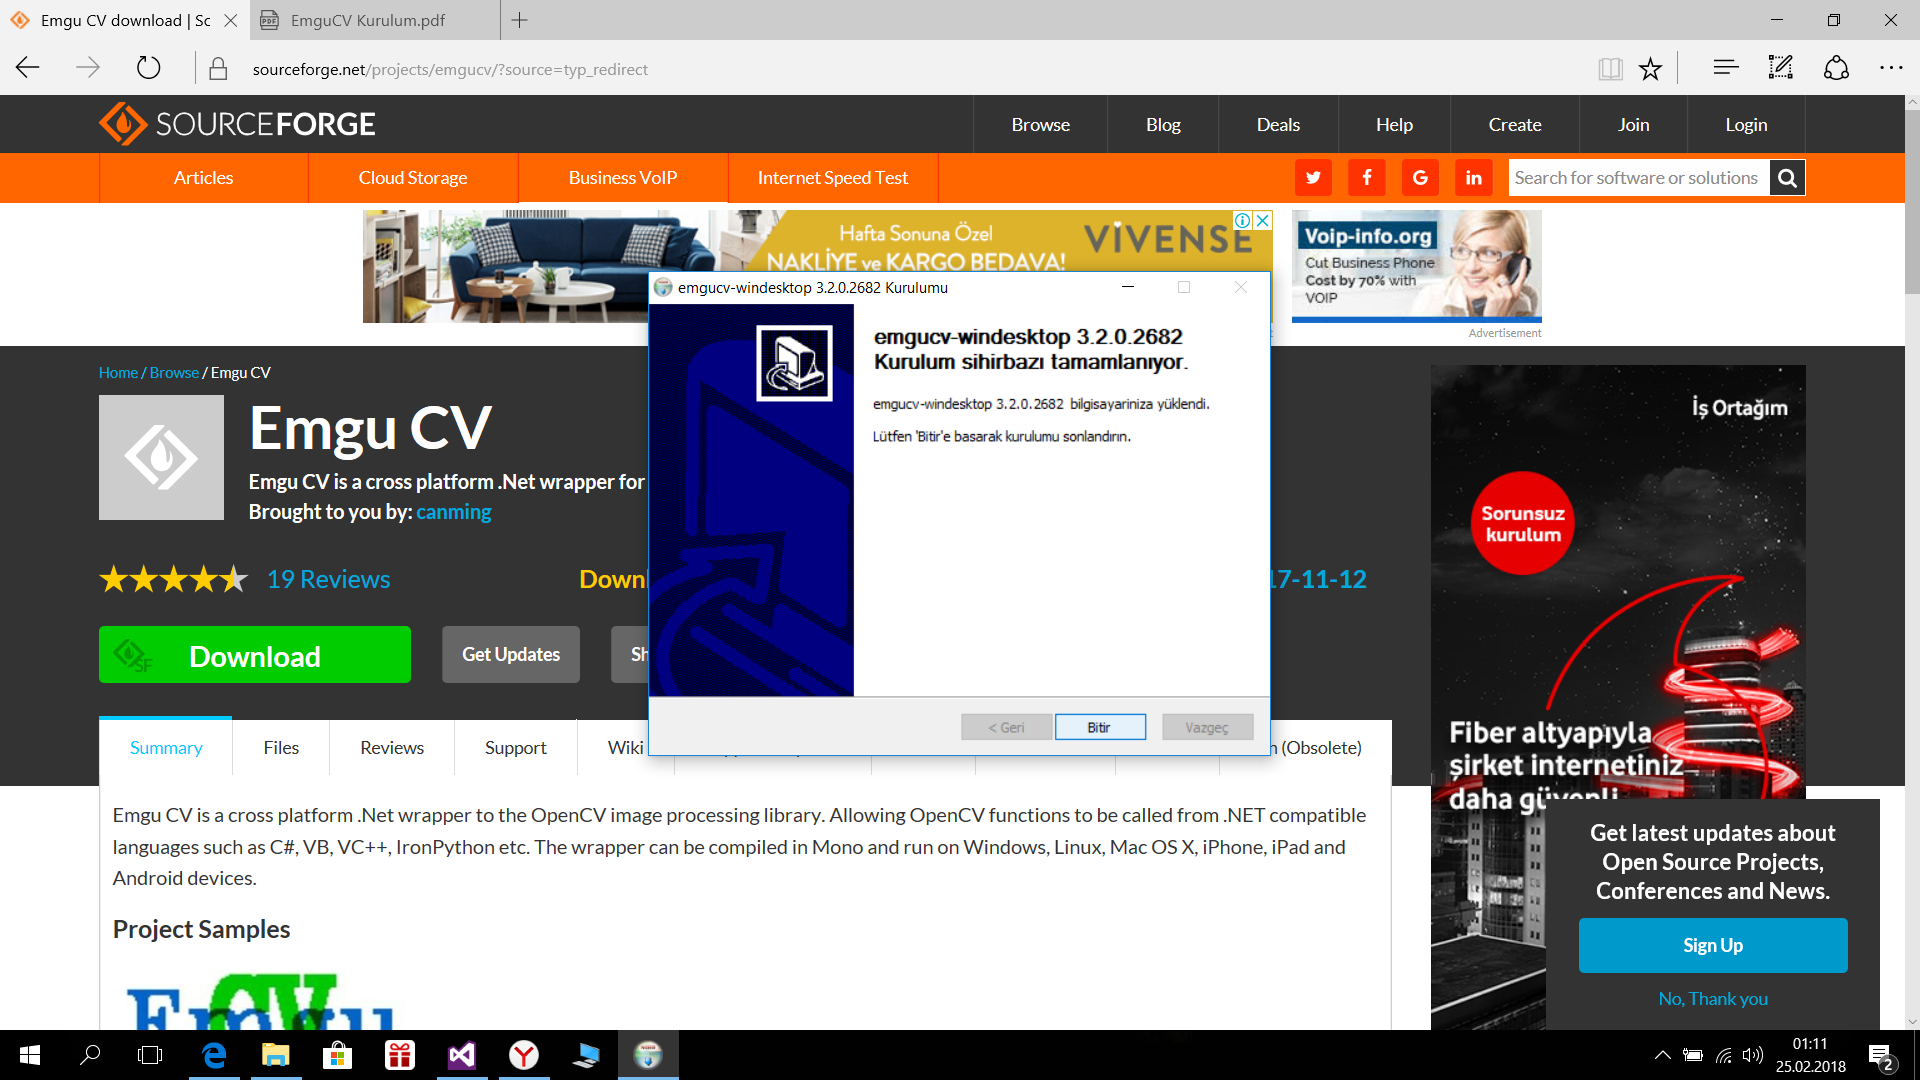 Emgu CV download | Sc
EmguCV Kurulum.pdf
sourceforge.net/projects/emgucv/?source=typ_redirect
SOURCEFORGE
Browse
Blog
Deals
Help
Create
Join
Login
Articles
Cloud Storage
Business VoIP
Internet Speed Test
Search for software or solutions
Hafta Sonuna Özel
NAKLİYE ve KARGO BEDAVA!
VİVENSE
Voip-info.org
Cut Business Phone
Cost by 70% with
VOIP
Advertisement
emgucv-windesktop 3.2.0.2682 Kurulumu
emgucv-windesktop 3.2.0.2682
Kurulum sihirbazı tamamlanıyor.
emgucv-windesktop 3.2.0.2682 bilgisayariniza yüklendi.
Lütfen 'Bitir'e basarak kurulumu sonlandırın.
< Geri
Bitir
Vazgeç
Home / Browse / Emgu CV
Emgu CV
Emgu CV is a cross platform .Net wrapper for
Brought to you by: canming
19 Reviews
Downl
17-11-12
SF
Download
Get Updates
Sh
Summary
Files
Reviews
Support
Wiki
n (Obsolete)
Emgu CV is a cross platform .Net wrapper to the OpenCV image processing library. Allowing OpenCV functions to be called from .NET compatible
languages such as C#, VB, VC++, IronPython etc. The wrapper can be compiled in Mono and run on Windows, Linux, Mac OS X, iPhone, iPad and
Android devices.
Project Samples
Emgu CV
İş Ortağım
Sorunsuz
kurulum
Fiber altyapıyla
şirket internetiniz
daha güvenli
Get latest updates about
Open Source Projects,
Conferences and News.
Sign Up
No, Thank you
01:11
25.02.2018
2